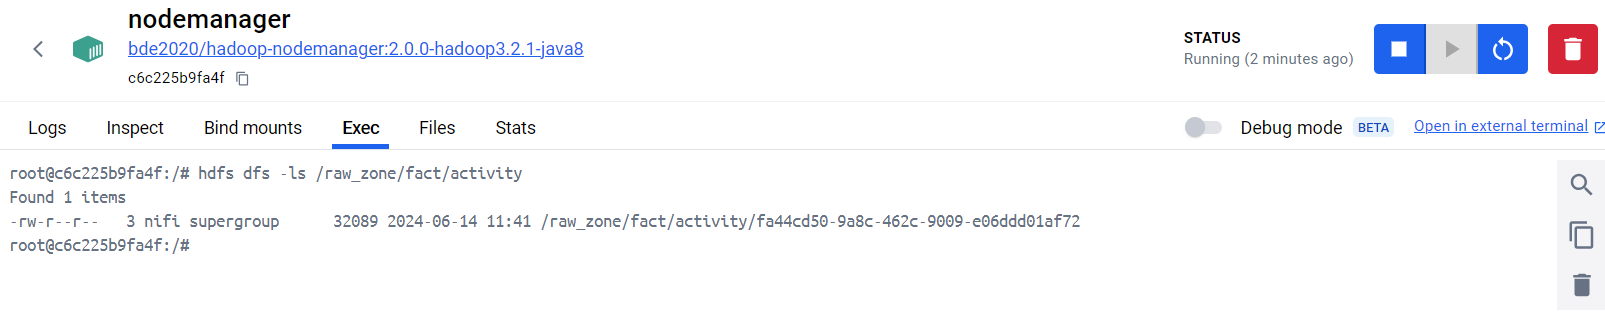 nodemanager
bde2020/hadoop-nodemanager:2.0.0-hadoop3.2.1-java8
c6c225b9fa4f
STATUS
Running (2 minutes ago)
Logs Inspect Bind mounts Exec Files Stats Debug mode BETA Open in external terminal
root@c6c225b9fa4f:/# hdfs dfs -ls /raw_zone/fact/activity
Found 1 items
-rw-r--r--   3 nifi supergroup      32089 2024-06-14 11:41 /raw_zone/fact/activity/fa44cd50-9a8c-462c-9009-e06ddd01af72
root@c6c225b9fa4f:/#